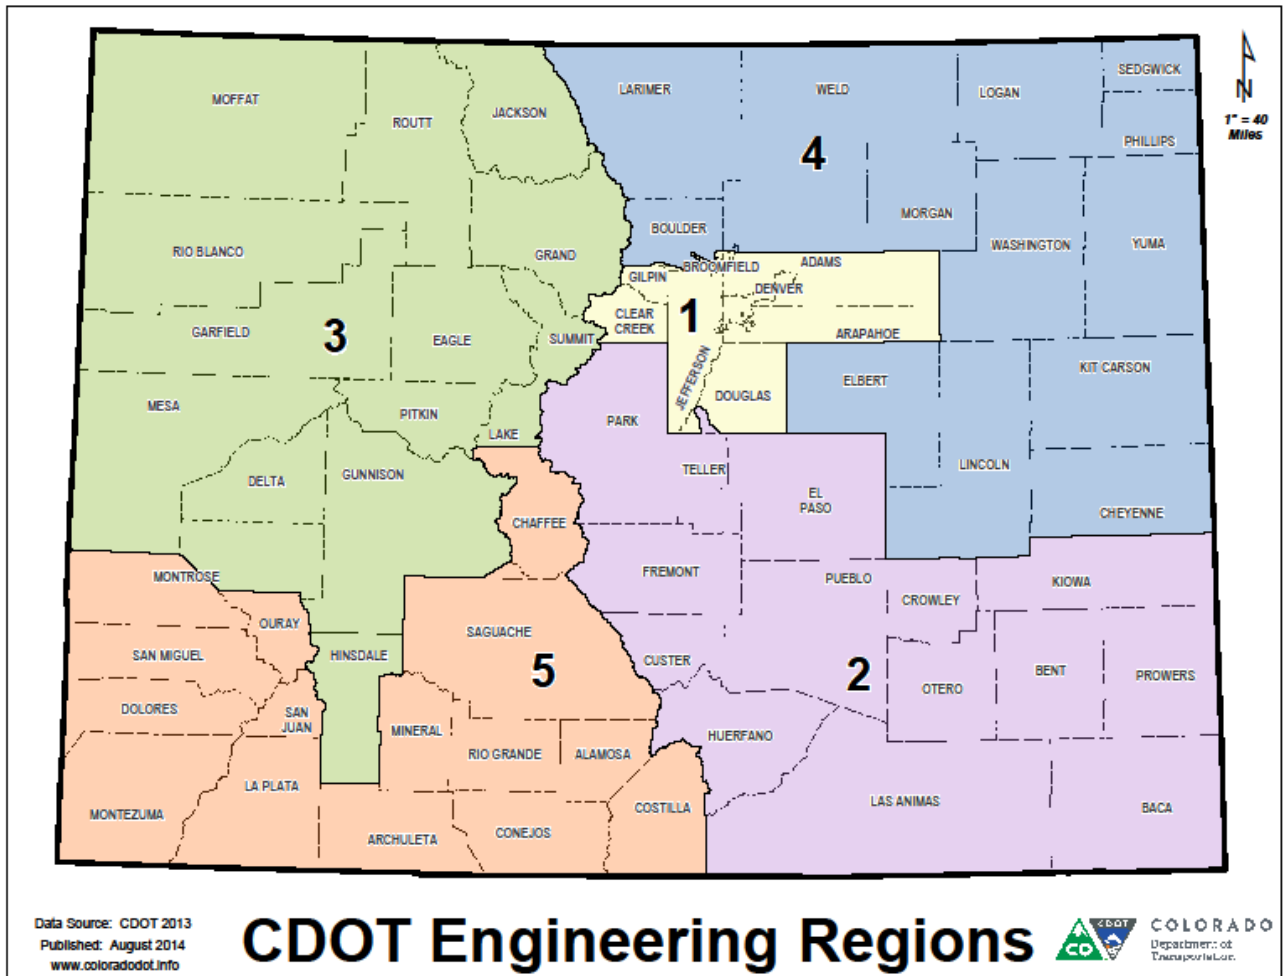 SEDGWICK
LARIMER
WELD
LOGAN
MOFFAT
JACKSON
ROUTT
N
1" = 40
Miles
PHILLIPS
4
MORGAN
BOULDER
WASHINGTON
YUMA
RIO BLANCO
GRAND
BROOMFIELD
ADAMS
GILPIN
DENVER
CLEAR
CREEK
1
GARFIELD
3
EAGLE
SUMMIT
ARAPAHOE
JEFFERSON
KIT CARSON
ELBERT
DOUGLAS
MESA
PITKIN
PARK
LAKE
TELLER
LINCOLN
DELTA
GUNNISON
EL
PASO
CHAFFEE
CHEYENNE
MONTROSE
FREMONT
PUEBLO
KIOWA
CROWLEY
OURAY
SAGUACHE
SAN MIGUEL
HINSDALE
CUSTER
5
2
BENT
PROWERS
OTERO
DOLORES
SAN
JUAN
MINERAL
HUERFANO
RIO GRANDE
ALAMOSA
LA PLATA
COSTILLA
LAS ANIMAS
BACA
MONTEZUMA
ARCHULETA
CONEJOS
Data Source: CDOT 2013
Published: August 2014
www.coloradodot.info
CDOT Engineering Regions
CO
CDOT
COLORADO
Department of
Transportation